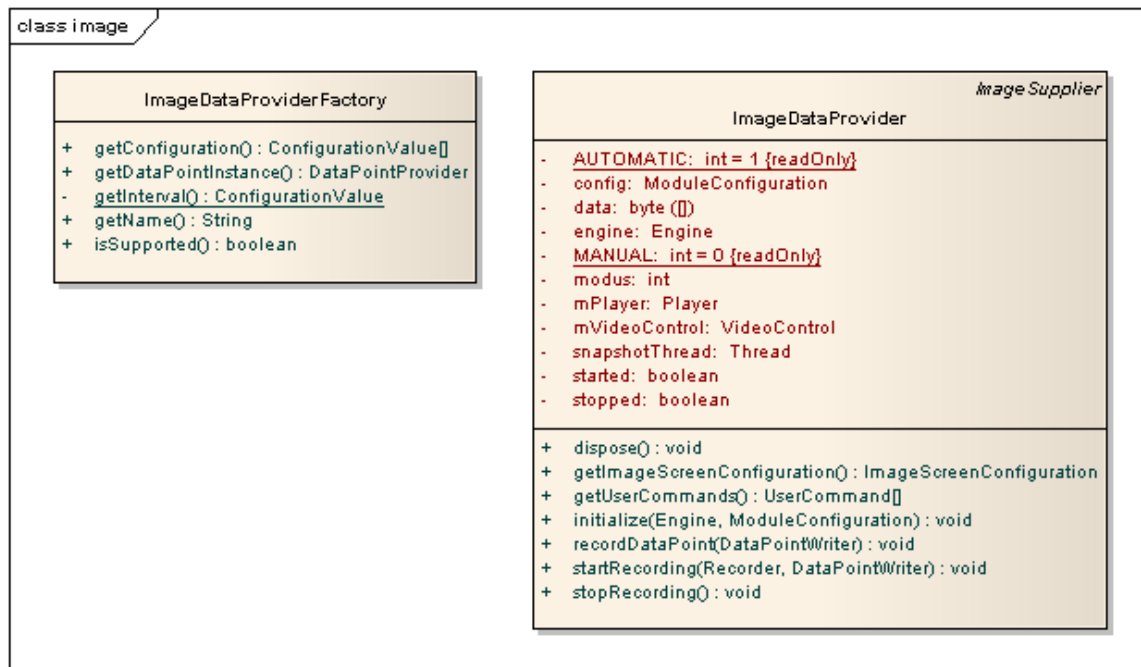 class image
ImageDataProviderFactory
+ getConfiguration() : ConfigurationValue[]
+ getDataPointInstance() : DataPointProvider
- getInterval() : ConfigurationValue
+ getName() : String
+ isSupported() : boolean
ImageSupplier
ImageDataProvider
- AUTOMATIC: int = 1 {readOnly}
- config: ModuleConfiguration
- data: byte ([])
- engine: Engine
- MANUAL: int = 0 {readOnly}
- modus: int
- mPlayer: Player
- mVideoControl: VideoControl
- snapshotThread: Thread
- started: boolean
- stopped: boolean
+ dispose() : void
+ getImageScreenConfiguration() : ImageScreenConfiguration
+ getUserCommands() : UserCommand[]
+ initialize(Engine, ModuleConfiguration) : void
+ recordDataPoint(DataPointWriter) : void
+ startRecording(Recorder, DataPointWriter) : void
+ stopRecording() : void